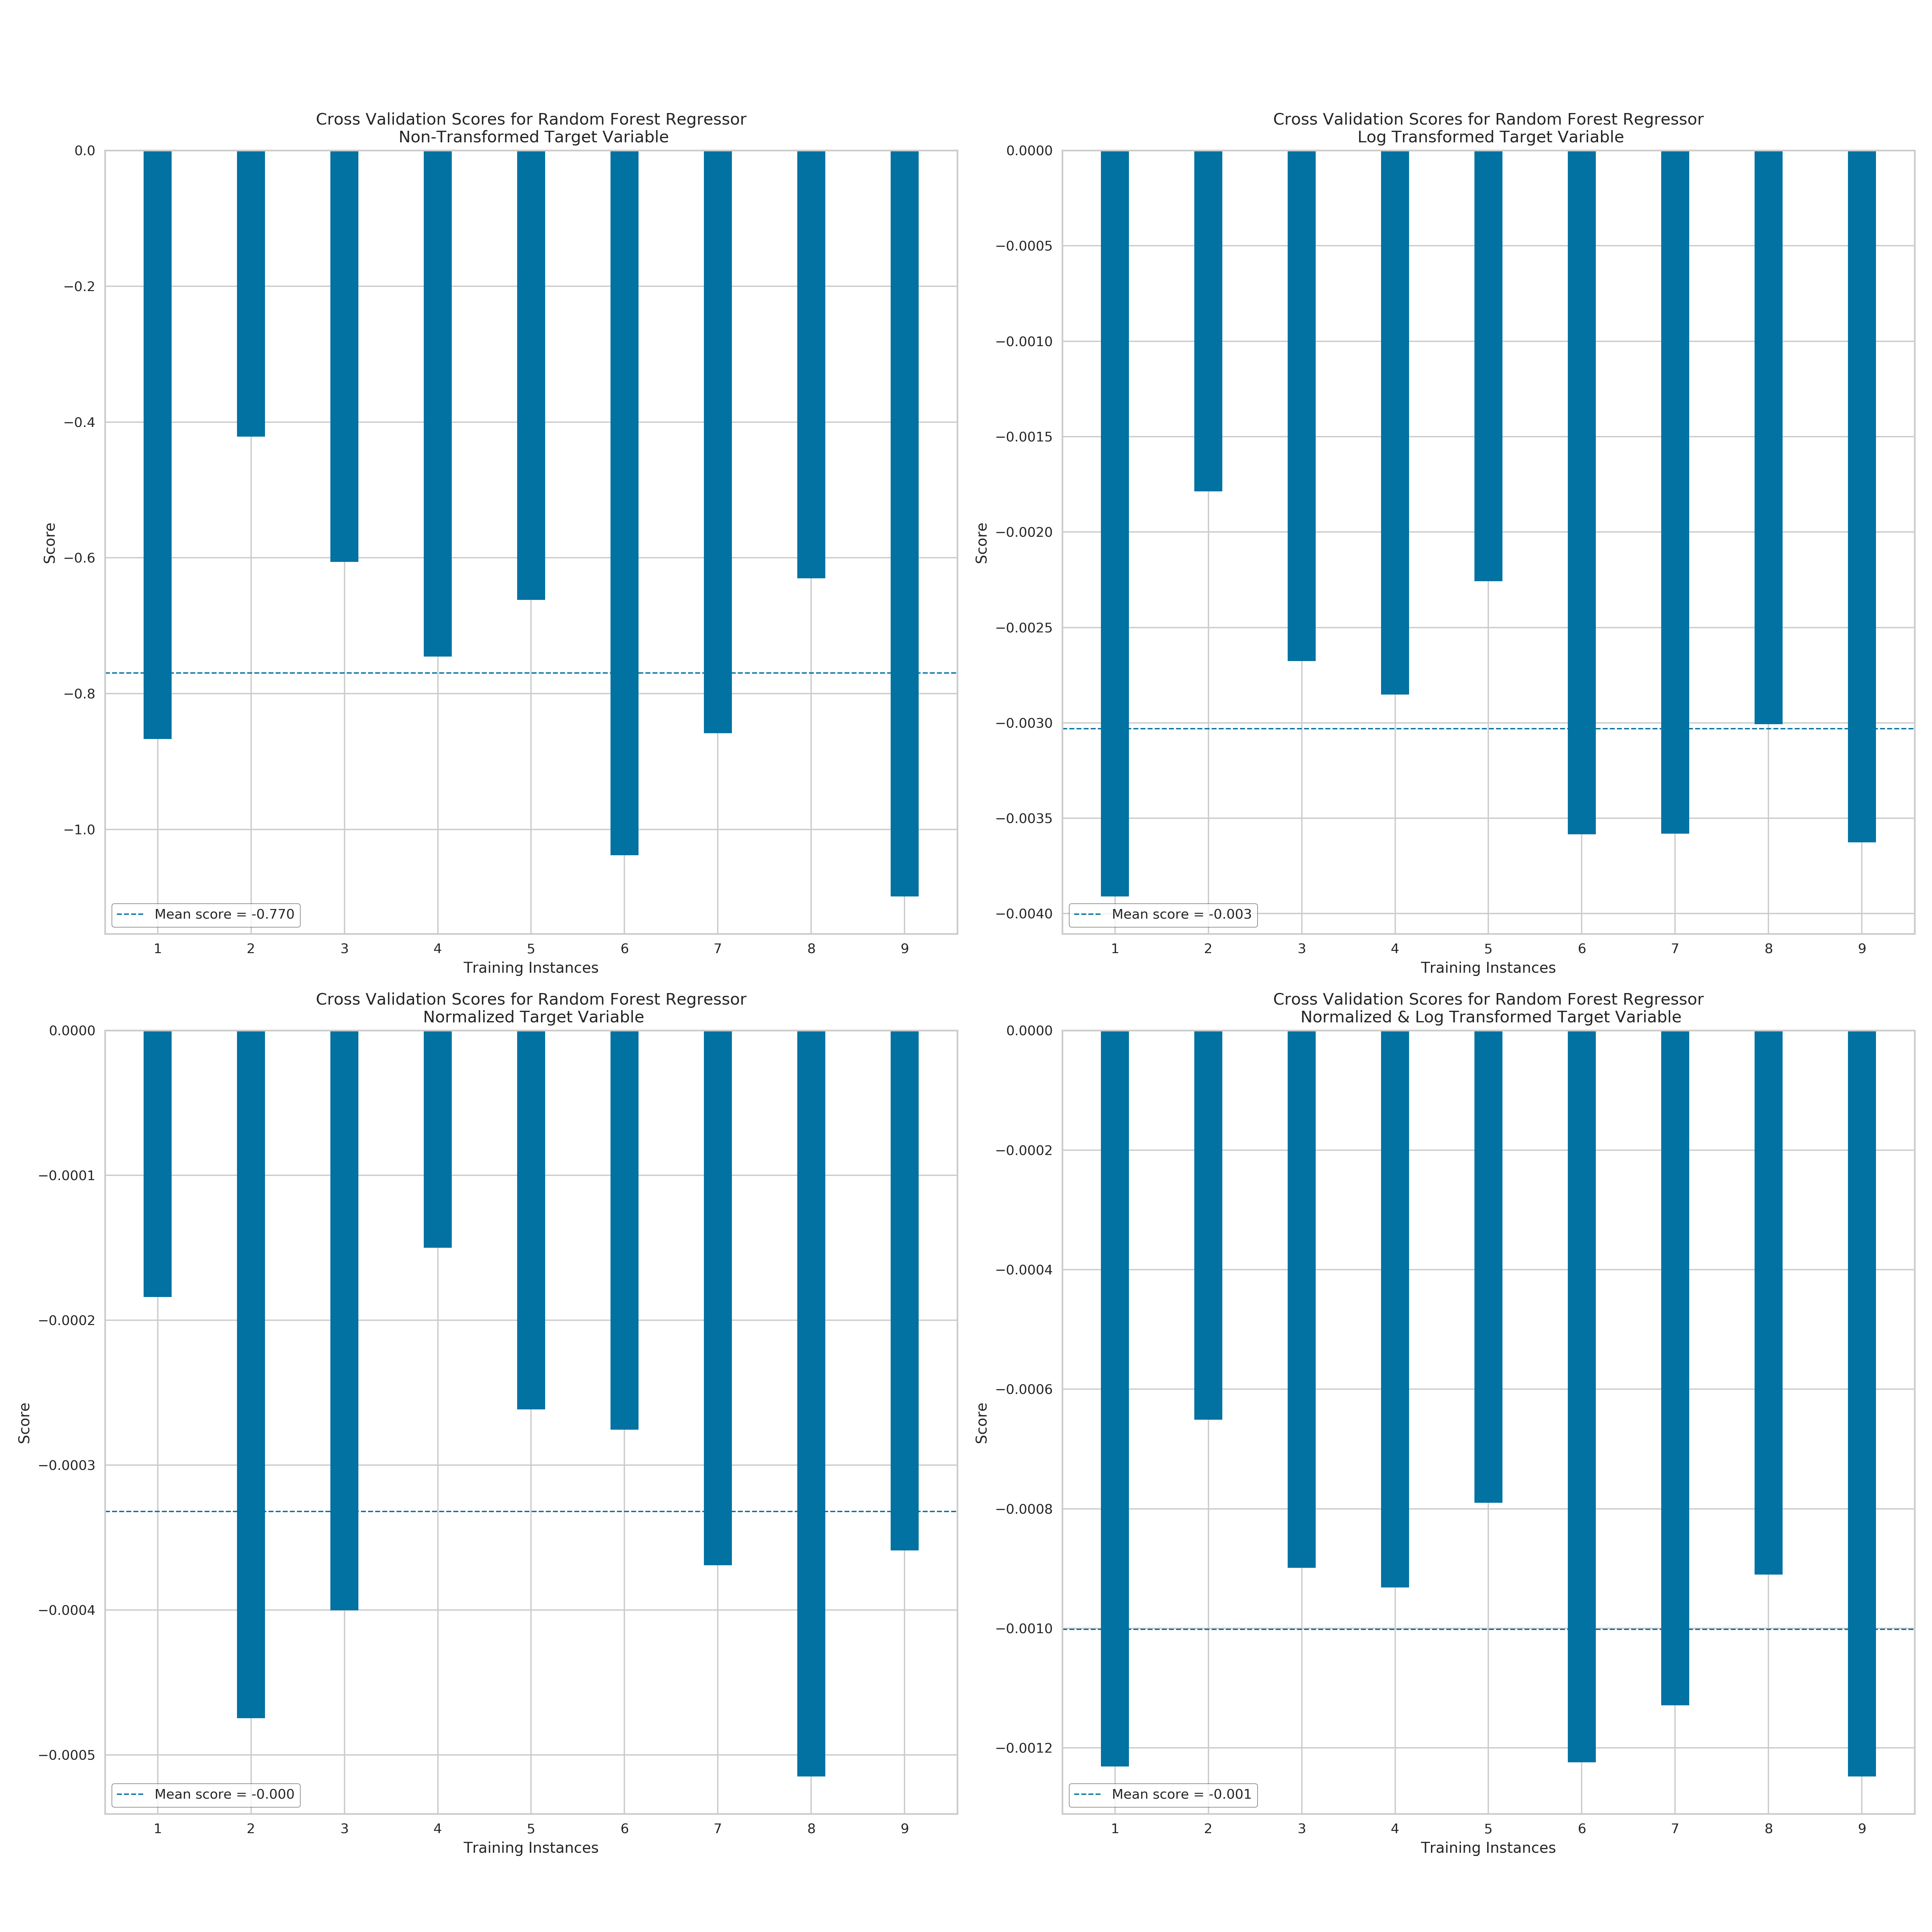 Cross Validation Scores for Random Forest Regressor
Non-Transformed Target Variable
0.0
−0.2
−0.4
−0.6
−0.8
−1.0
Score
Mean score = -0.770
1 2 3 4 5 6 7 8 9
Training Instances
Cross Validation Scores for Random Forest Regressor
Log Transformed Target Variable
0.0000
−0.0005
−0.0010
−0.0015
−0.0020
−0.0025
−0.0030
−0.0035
−0.0040
Score
Mean score = -0.003
1 2 3 4 5 6 7 8 9
Training Instances
Cross Validation Scores for Random Forest Regressor
Normalized Target Variable
0.0000
−0.0001
−0.0002
−0.0003
−0.0004
−0.0005
Score
Mean score = -0.000
1 2 3 4 5 6 7 8 9
Training Instances
Cross Validation Scores for Random Forest Regressor
Normalized & Log Transformed Target Variable
0.0000
−0.0002
−0.0004
−0.0006
−0.0008
−0.0010
−0.0012
Score
Mean score = -0.001
1 2 3 4 5 6 7 8 9
Training Instances